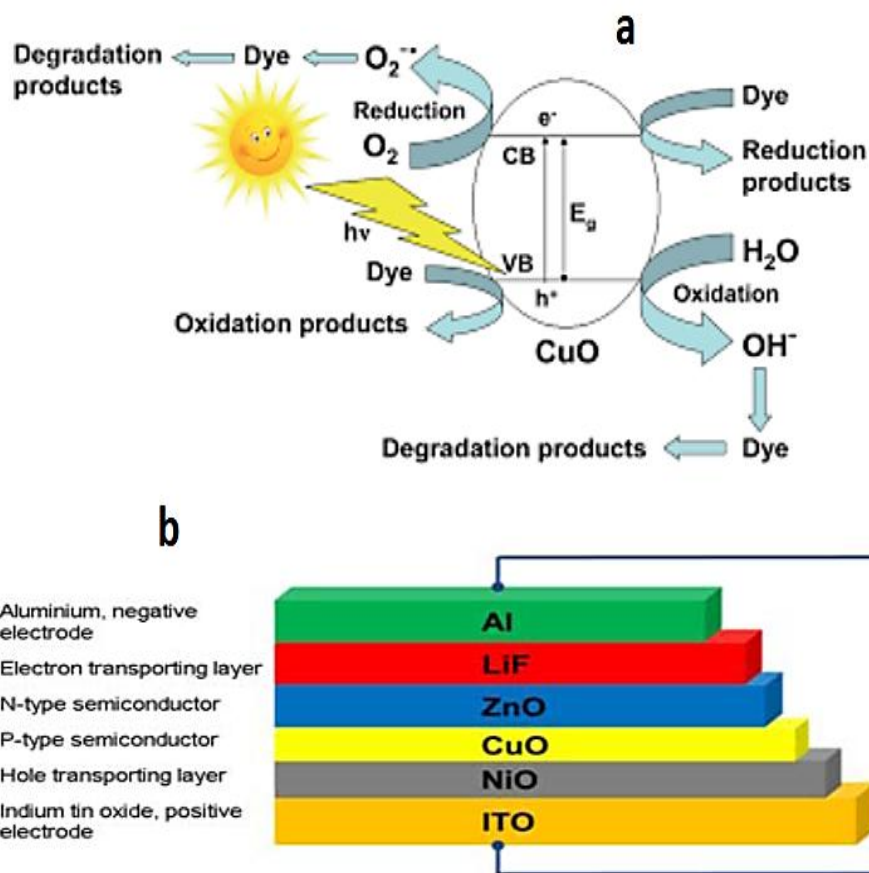 a
Degradation products
Dye
O₂⁻•
Reduction
O₂
e⁻
CB
Dye
Reduction products
hν
E_g
Dye
VB
h⁺
H₂O
Oxidation
Oxidation products
CuO
OH⁻
Degradation products
Dye
b
Aluminium, negative
electrode
Al
Electron transporting layer
LiF
N-type semiconductor
ZnO
P-type semiconductor
CuO
Hole transporting layer
NiO
Indium tin oxide, positive
electrode
ITO